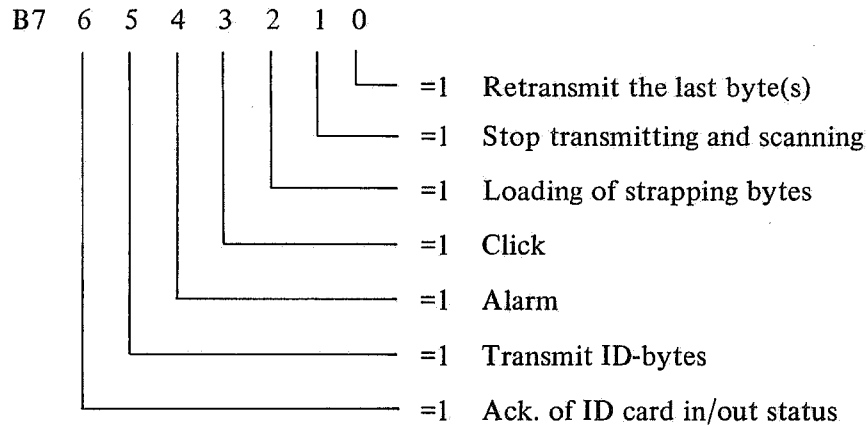 B7 6 5 4 3 2 1 0
=1 Retransmit the last byte(s)
=1 Stop transmitting and scanning
=1 Loading of strapping bytes
=1 Click
=1 Alarm
=1 Transmit ID-bytes
=1 Ack. of ID card in/out status